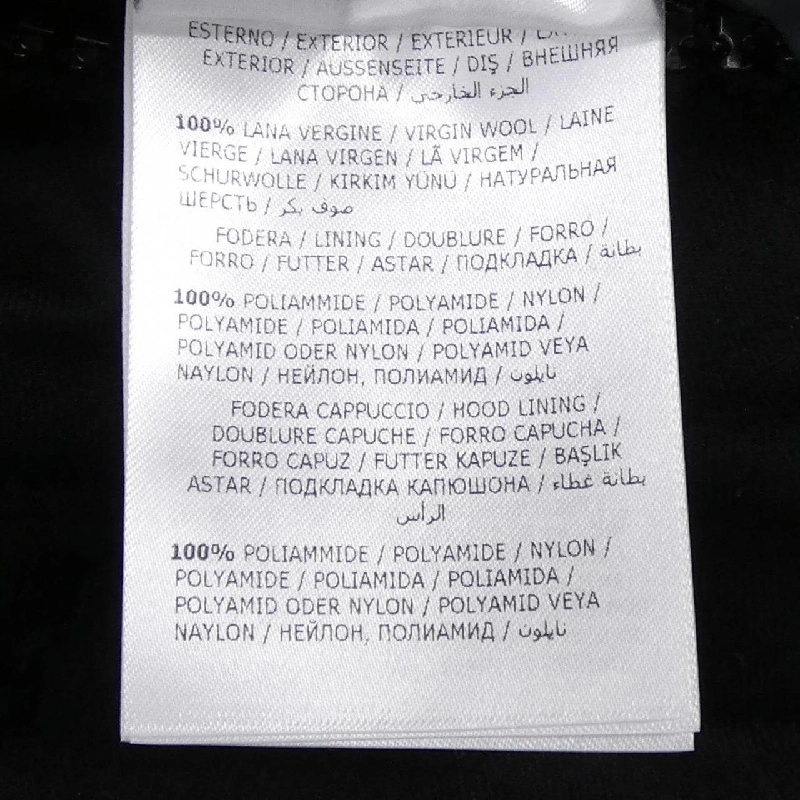 ESTERNO / EXTERIOR / EXTERIEUR /
EXTERIOR / AUSSENSEITE / DIŞ / ВНЕШНЯЯ
СТОРОНА / الجزء الخارجي
100% LANA VERGINE / VIRGIN WOOL / LAINE
VIERGE / LANA VIRGEN / LÃ VIRGEM /
SCHURWOLLE / KIRKIM YÜNÜ / НАТУРАЛЬНАЯ
ШЕРСТЬ / صوف بكر
FODERA / LINING / DOUBLURE / FORRO /
FORRO / FUTTER / ASTAR / ПОДКЛАДКА / بطانة
100% POLIAMMIDE / POLYAMIDE / NYLON /
POLYAMIDE / POLIAMIDA / POLIAMIDA /
POLYAMID ODER NYLON / POLYAMID VEYA
NAYLON / НЕЙЛОН, ПОЛИАМИД / نايلون
FODERA CAPPUCCIO / HOOD LINING /
DOUBLURE CAPUCHE / FORRO CAPUCHA /
FORRO CAPUZ / FUTTER KAPUZE / BAŞLIK
ASTAR / ПОДКЛАДКА КАПЮШОНА / بطانة غطاء
الرأس
100% POLIAMMIDE / POLYAMIDE / NYLON /
POLYAMIDE / POLIAMIDA / POLIAMIDA /
POLYAMID ODER NYLON / POLYAMID VEYA
NAYLON / НЕЙЛОН, ПОЛИАМИД / نايلون